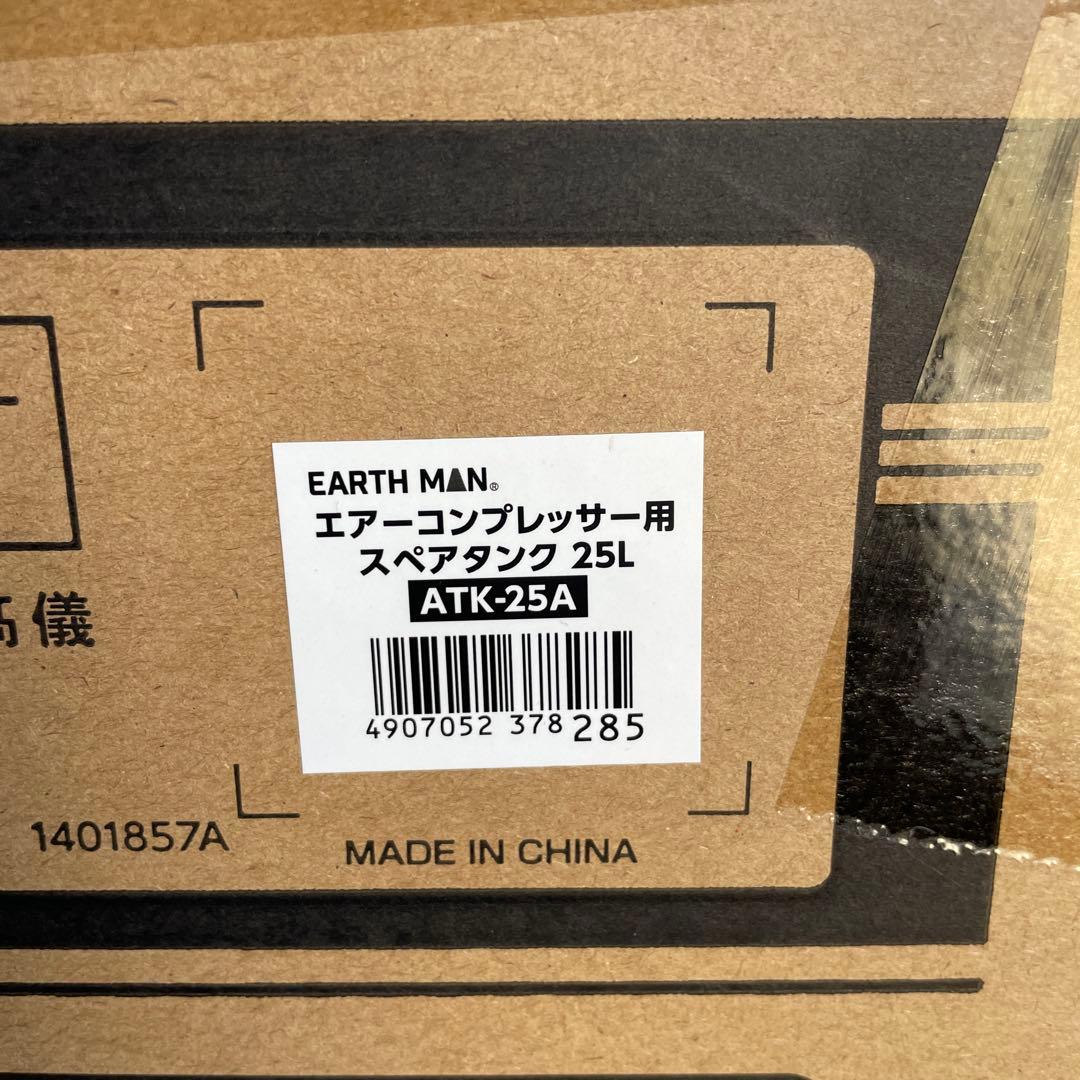 EARTH MAN®
エアーコンプレッサー用
スペアタンク 25L
ATK-25A
4907052 378285
儀
1401857A
MADE IN CHINA